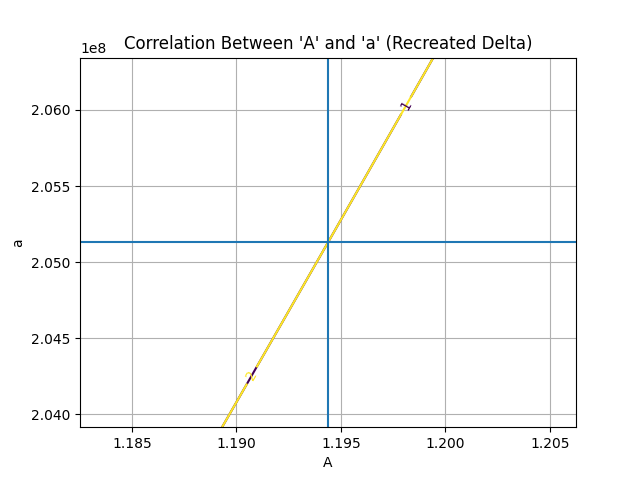 Correlation Between 'A' and 'a' (Recreated Delta)
1e8
2.060
2.055
2.050
2.045
2.040
a
1
2
1.185 1.190 1.195 1.200 1.205
A